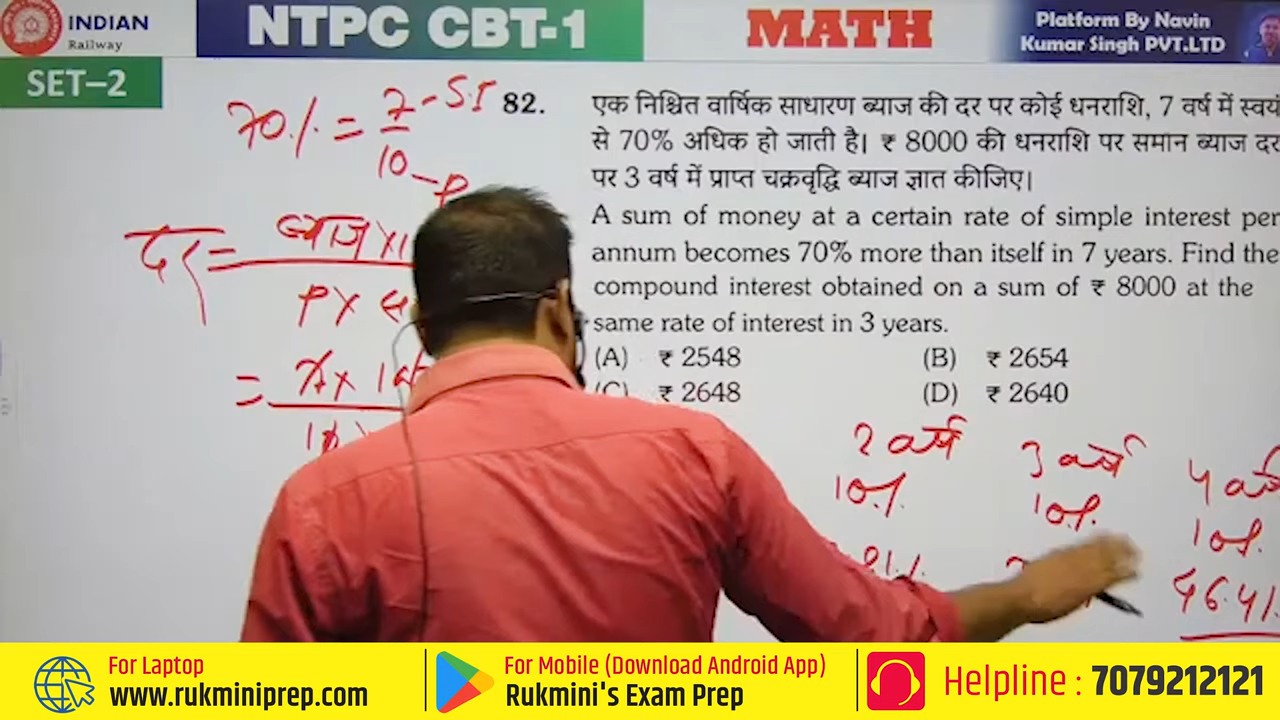 INDIAN
Railway
NTPC CBT-1
MATH
Platform By Navin
Kumar Singh PVT.LTD
SET–2
70% = 7 - S.I
10 - P
दर =
ब्याज x 1
P x
= 7 x
82.
एक निश्चित वार्षिक साधारण ब्याज की दर पर कोई धनराशि, 7 वर्ष में स्वयं
से 70% अधिक हो जाती है। ₹ 8000 की धनराशि पर समान ब्याज दर
पर 3 वर्ष में प्राप्त चक्रवृद्धि ब्याज ज्ञात कीजिए।
A sum of money at a certain rate of simple interest per
annum becomes 70% more than itself in 7 years. Find the
compound interest obtained on a sum of ₹ 8000 at the
same rate of interest in 3 years.
(A) ₹ 2548 (B) ₹ 2654
(C) ₹ 2648 (D) ₹ 2640
2 वर्ष 3 वर्ष 4 वर्ष
10% 10% 10%
46.41%
For Laptop
www.rukminiprep.com
For Mobile (Download Android App)
Rukmini's Exam Prep
Helpline : 7079212121